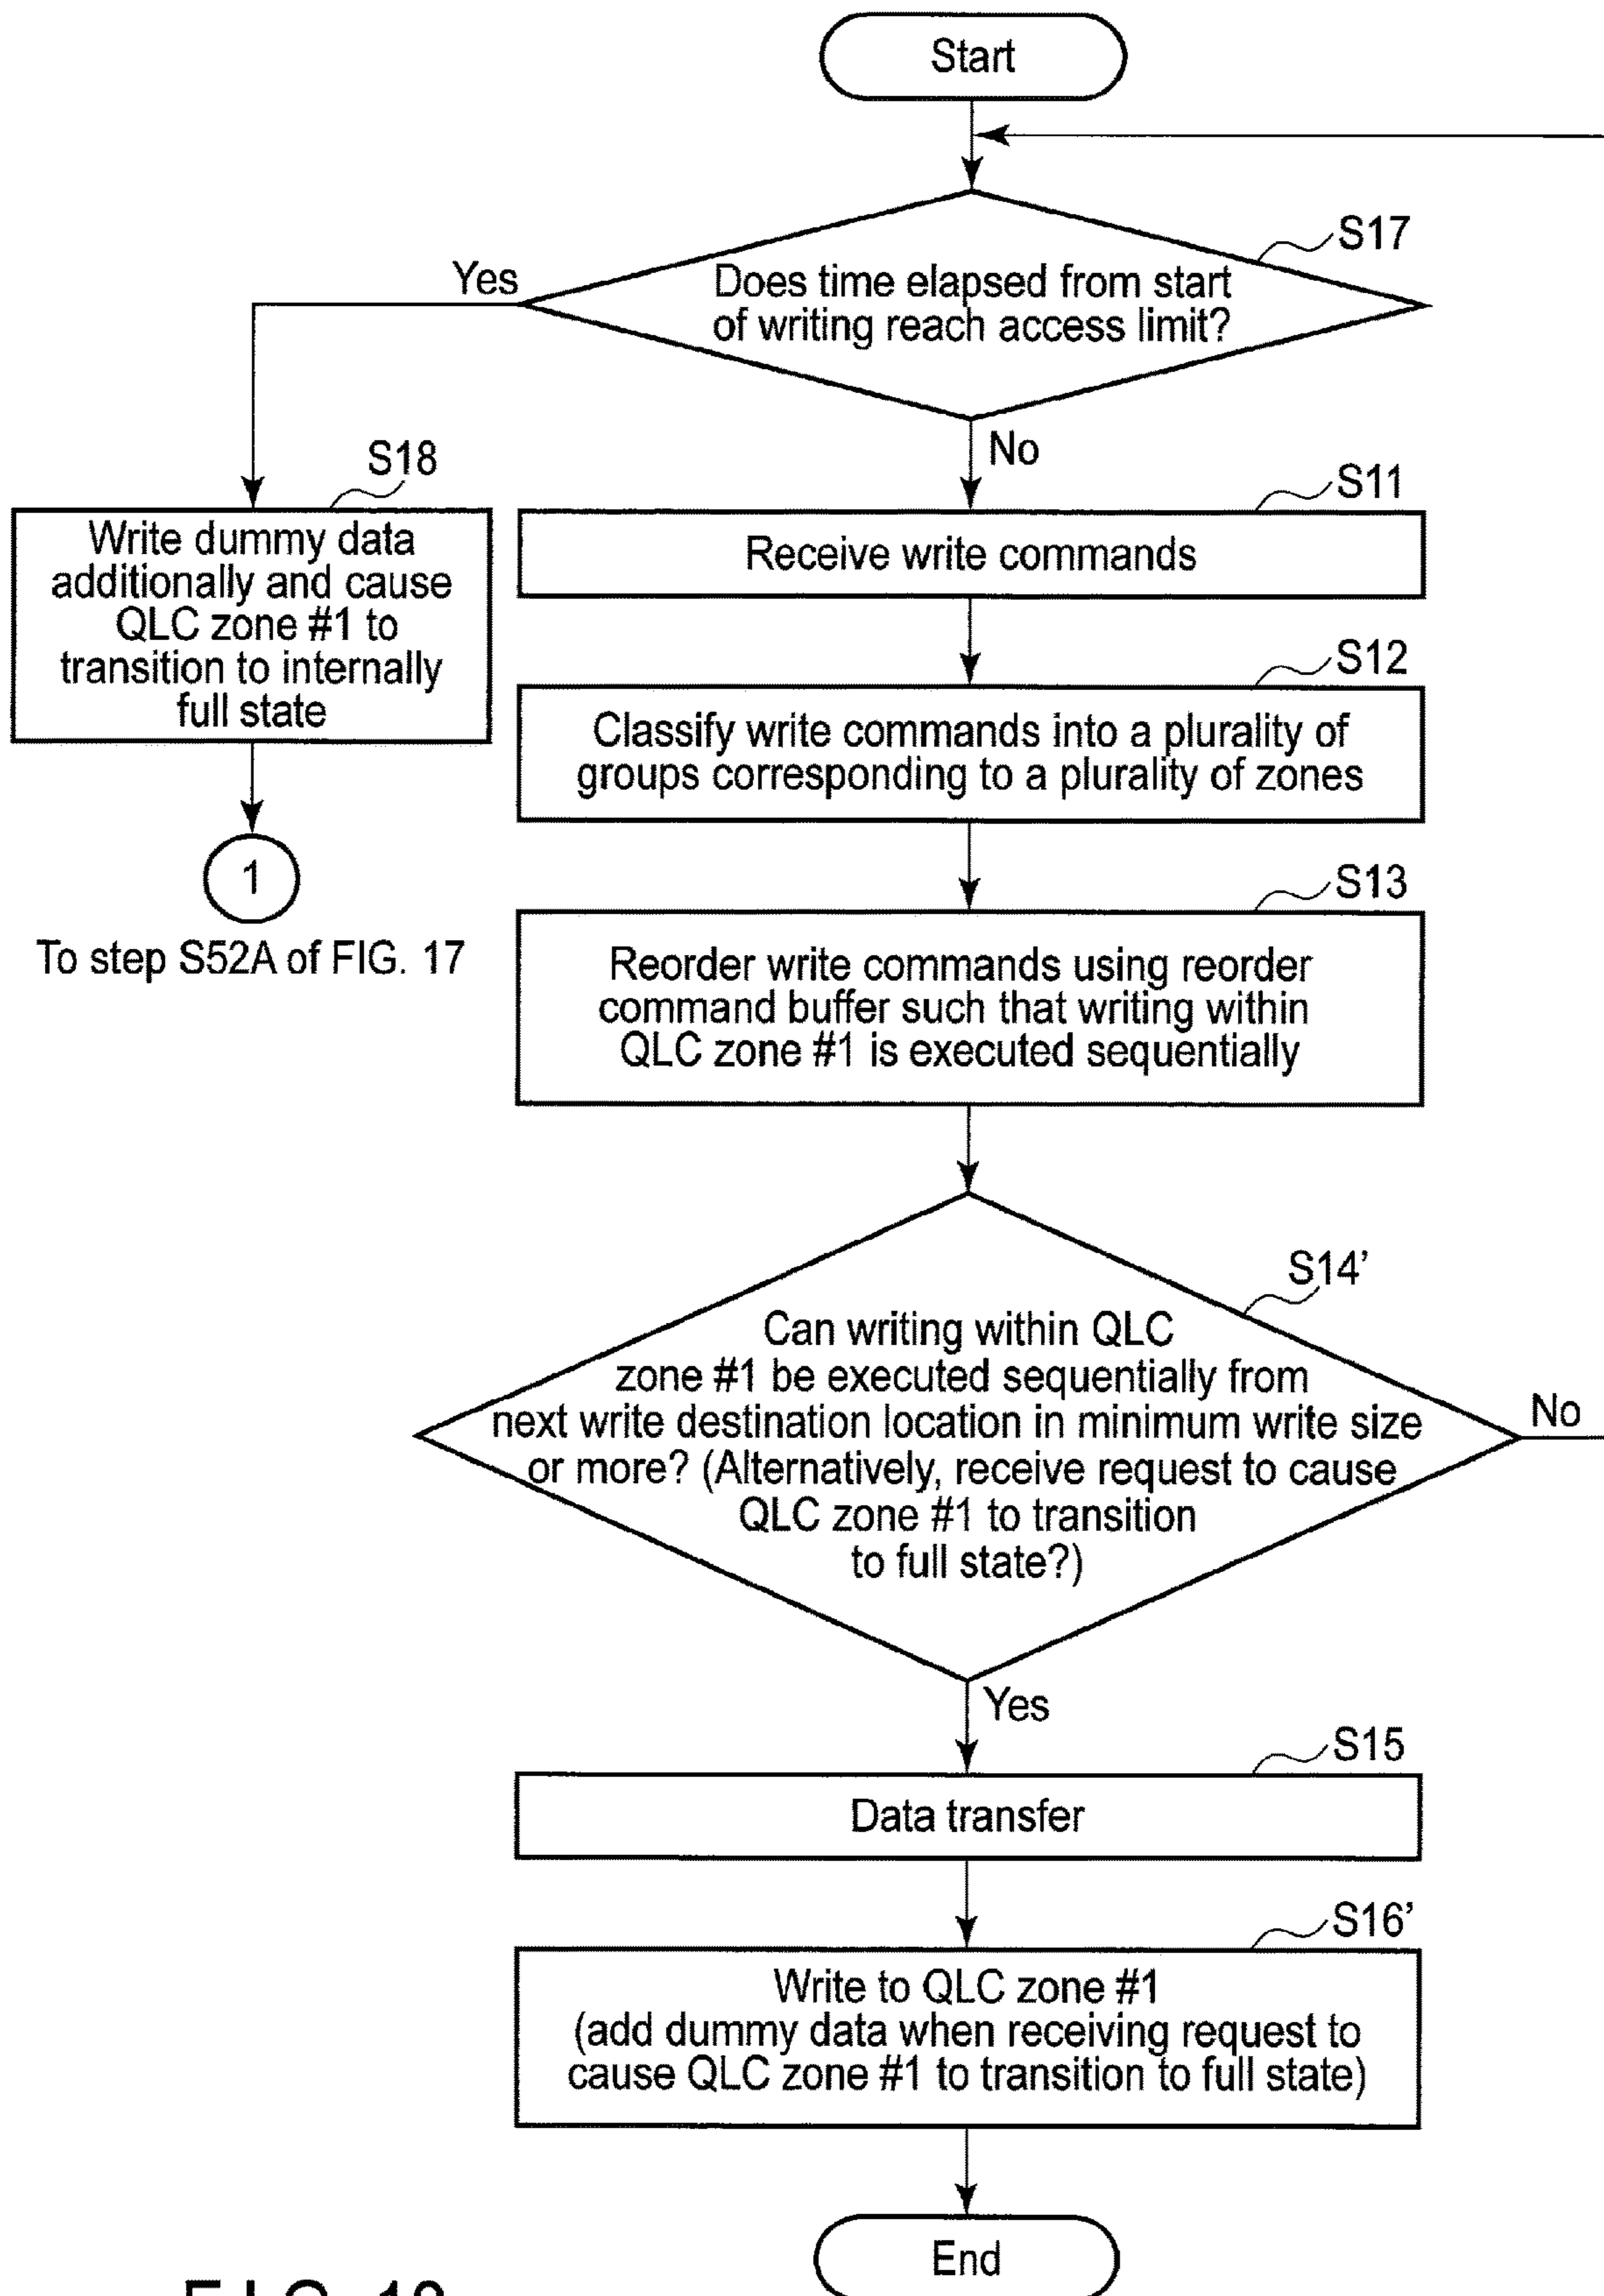 Start
S17
Yes
Does time elapsed from start
of writing reach access limit?
No
S18
Write dummy data
additionally and cause
QLC zone #1 to
transition to internally
full state
1
To step S52A of FIG. 17
S11
Receive write commands
S12
Classify write commands into a plurality of
groups corresponding to a plurality of zones
S13
Reorder write commands using reorder
command buffer such that writing within
QLC zone #1 is executed sequentially
S14’
Can writing within QLC
zone #1 be executed sequentially from
next write destination location in minimum write size
or more? (Alternatively, receive request to cause
QLC zone #1 to transition
to full state?)
No
Yes
S15
Data transfer
S16’
Write to QLC zone #1
(add dummy data when receiving request to
cause QLC zone #1 to transition to full state)
End